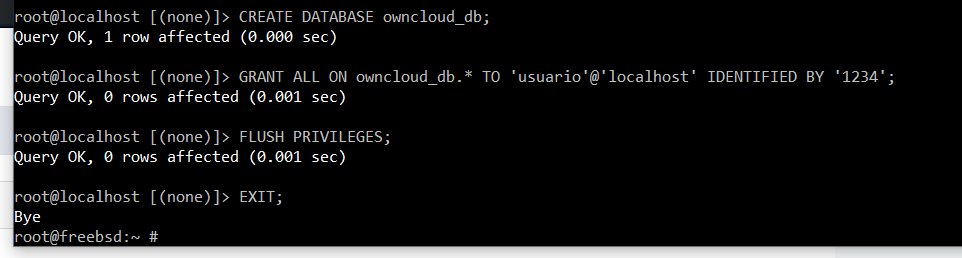 root@localhost [(none)]> CREATE DATABASE owncloud_db;
Query OK, 1 row affected (0.000 sec)
root@localhost [(none)]> GRANT ALL ON owncloud_db.* TO 'usuario'@'localhost' IDENTIFIED BY '1234';
Query OK, 0 rows affected (0.001 sec)
root@localhost [(none)]> FLUSH PRIVILEGES;
Query OK, 0 rows affected (0.001 sec)
root@localhost [(none)]> EXIT;
Bye
root@freebsd:~ #